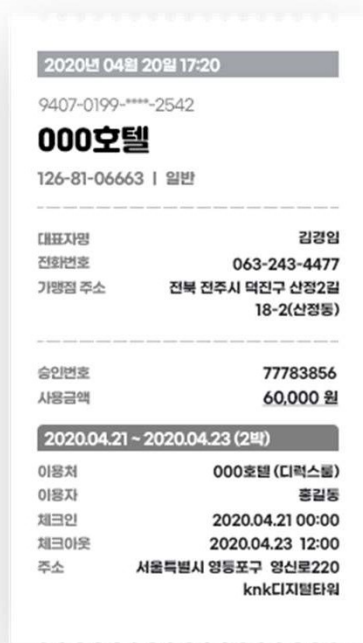 2020년 04월 20일 17:20
9407-0199-****-2542
000호텔
126-81-06663 | 일반
대표자명 김경임
전화번호 063-243-4477
가맹점 주소 전북 전주시 덕진구 산정2길
18-2(산정동)
승인번호 77783856
사용금액 60,000 원
2020.04.21 ~ 2020.04.23 (2박)
이용처 000호텔 (디럭스룸)
이용자 홍길동
체크인 2020.04.21 00:00
체크아웃 2020.04.23 12:00
주소 서울특별시 영등포구 영신로220
knk디지털타워